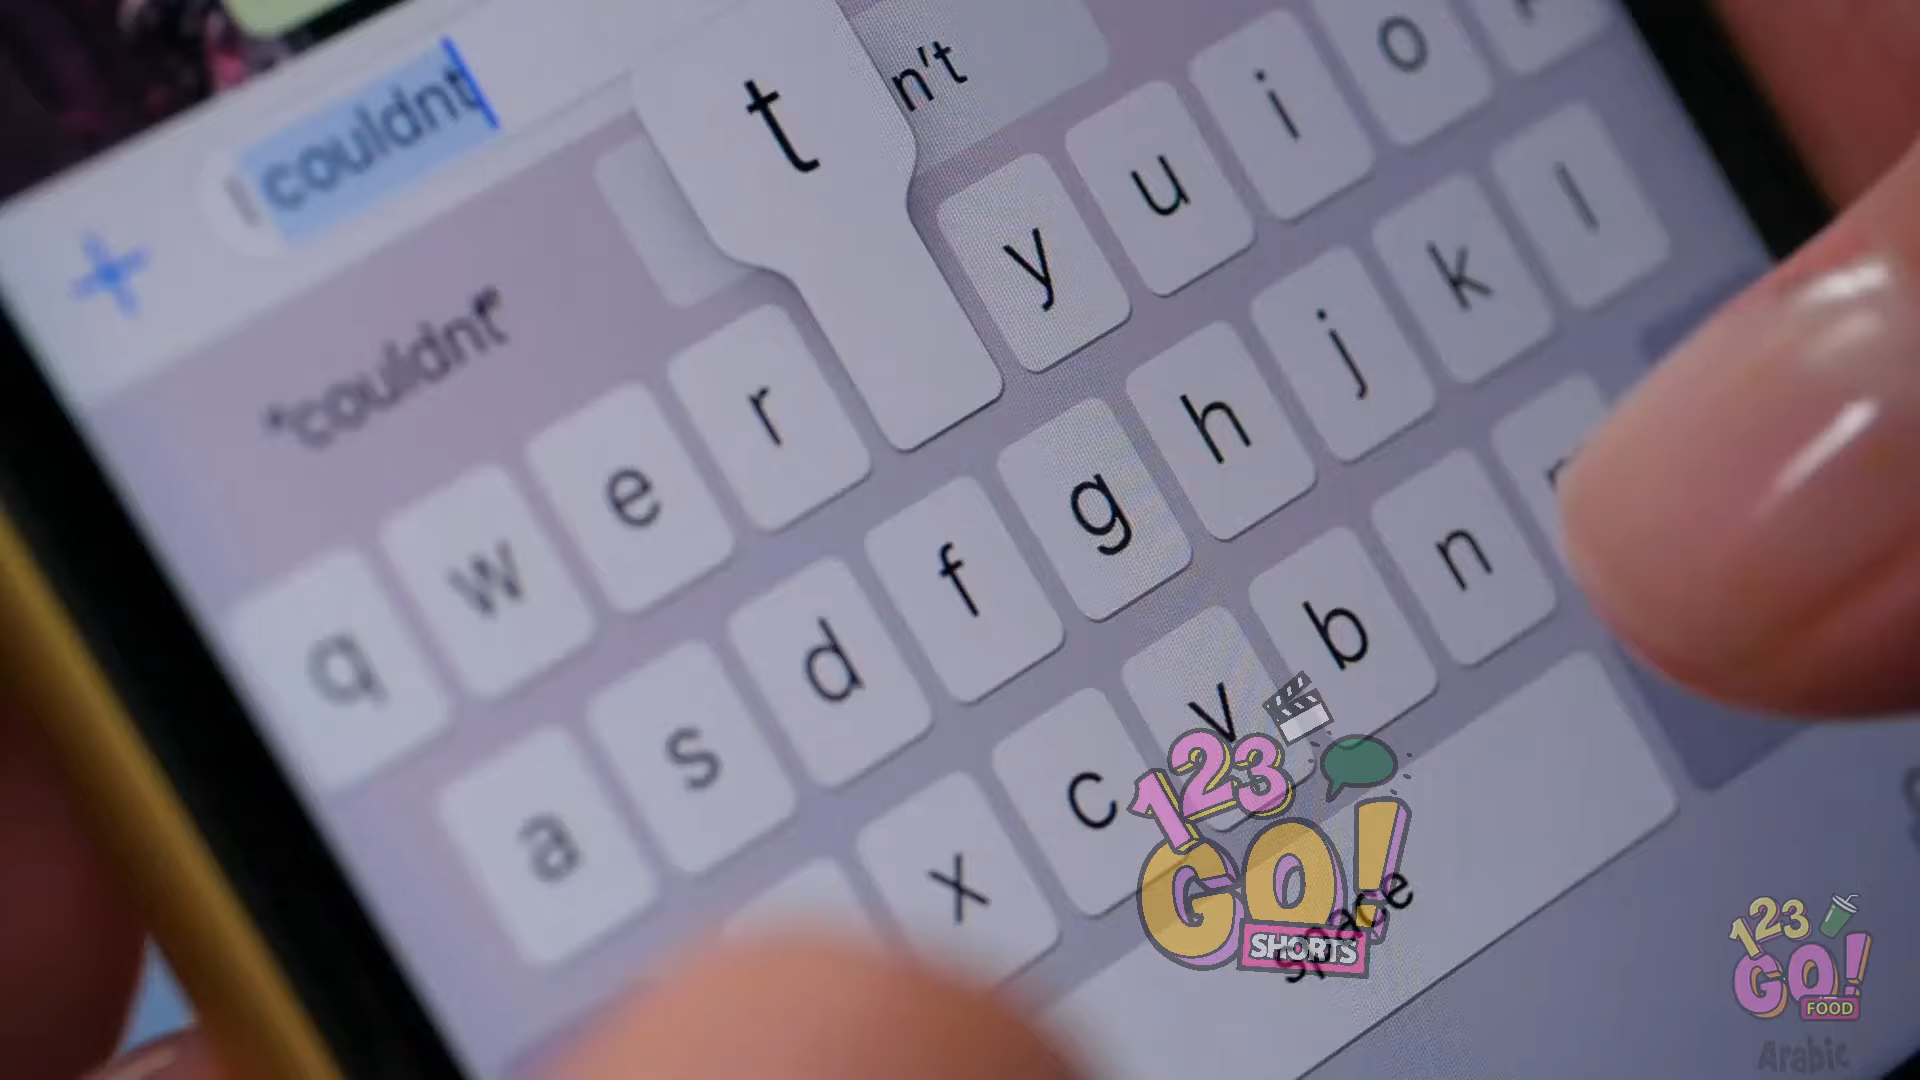 I couldnt
"couldnt"
n't
t
q w e r y u i o
a s d f g h j k l
x c v b n
space
123
GO!
SHORTS
123
GO!
FOOD
Arabic